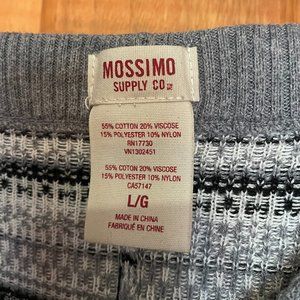 MOSSIMO
SUPPLY CO.
55% COTTON 20% VISCOSE
15% POLYESTER 10% NYLON
RN17730
VN1302451
55% COTTON 20% VISCOSE
15% POLYESTER 10% NYLON
CA57147
L/G
MADE IN CHINA
FABRIQUÉ EN CHINE